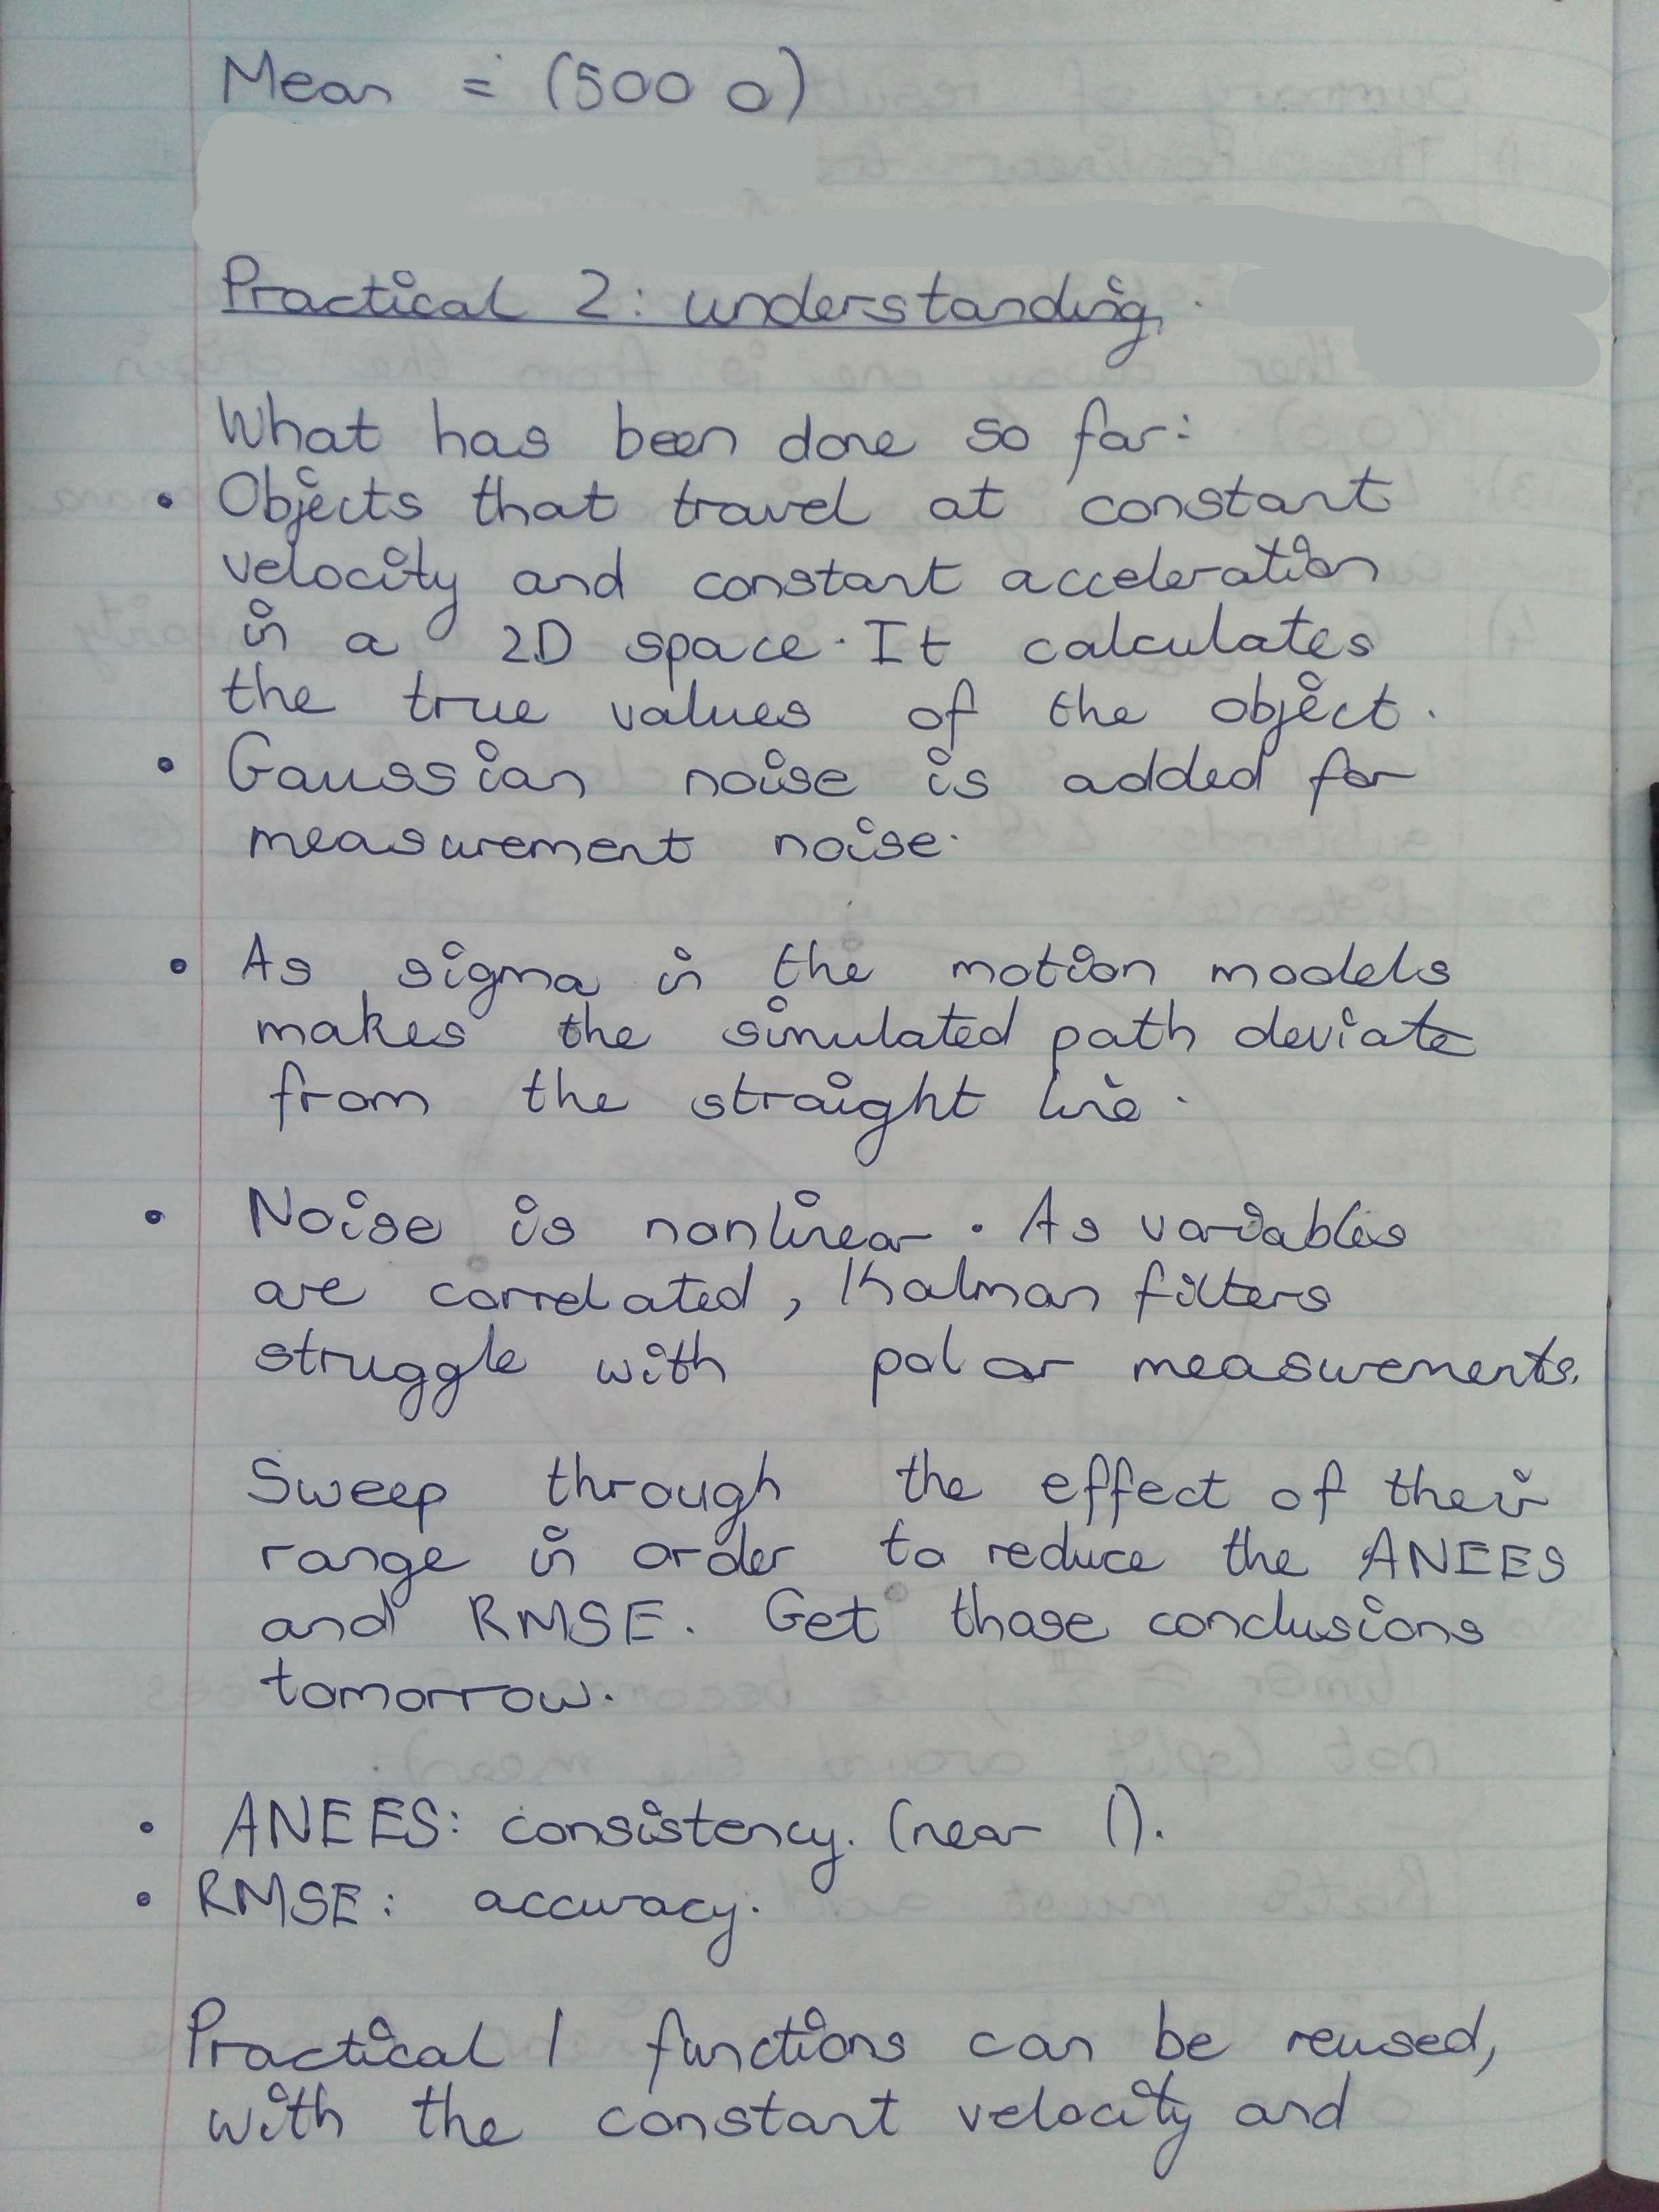 Mean = (500 0)
Practical 2: understanding.
What has been done so far:
• Objects that travel at constant
velocity and constant acceleration
in a 2D space. It calculates
the true values of the object.
• Gaussian noise is added for
measurement noise.
• As sigma in the motion models
makes the simulated path deviate
from the straight line.
• Noise is nonlinear. As variables
are correlated, Kalman filters
struggle with polar measurements.
Sweep through the effect of their
range in order to reduce the ANEES
and RMSE. Get those conclusions
tomorrow.
• ANEES: consistency. (near 1).
• RMSE: accuracy.
Practical 1 functions can be reused,
with the constant velocity and